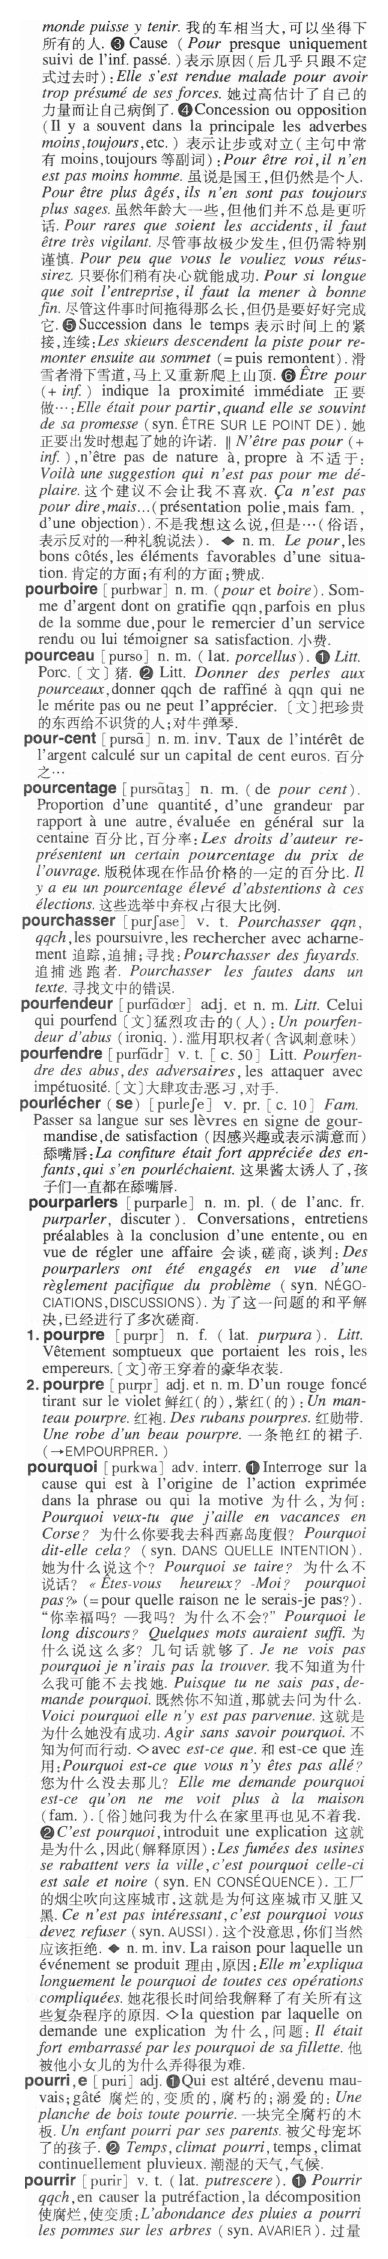 monde puisse y tenir. 我的车相当大,可以坐得下
所有的人. ❸ Cause ( Pour presque uniquement
suivi de l'inf. passé. )表示原因(后几乎只跟不定
式过去时):Elle s'est rendue malade pour avoir
trop présumé de ses forces. 她过高估计了自己的
力量而让自己病倒了. ❹Concession ou opposition
(Il y a souvent dans la principale les adverbes
moins,toujours,etc. ) 表示让步或对立(主句中常
有 moins,toujours 等副词):Pour être roi,il n'en
est pas moins homme. 虽说是国王,但仍然是个人.
Pour être plus âgés, ils n'en sont pas toujours
plus sages. 虽然年龄大一些,但他们并不总是更听
话. Pour rares que soient les accidents, il faut
être très vigilant. 尽管事故极少发生,但仍需特别
谨慎. Pour peu que vous le vouliez vous réus-
sirez. 只要你们稍有决心就能成功. Pour si longue
que soit l'entreprise, il faut la mener à bonne
fin. 尽管这件事时间拖得那么长,但仍是要好好完成
它. ❺Succession dans le temps 表示时间上的紧
接,连续:Les skieurs descendent la piste pour re-
monter ensuite au sommet (=puis remontent). 滑
雪者滑下雪道,马上又重新爬上山顶. ❻ Être pour
(+ inf.) indique la proximité immédiate 正要
做…:Elle était pour partir,quand elle se souvint
de sa promesse (syn. ÊTRE SUR LE POINT DE). 她
正要出发时想起了她的许诺. ‖ N'être pas pour (+
inf. ),n'être pas de nature à, propre à 不适于:
Voilà une suggestion qui n'est pas pour me dé-
plaire. 这个建议不会让我不喜欢. Ça n'est pas
pour dire,mais…(présentation polie,mais fam. ,
d'une objection). 不是我想这么说,但是…(俗语,
表示反对的一种礼貌说法). ◆ n. m. Le pour,les
bons côtés,les éléments favorables d'une situa-
tion. 肯定的方面;有利的方面;赞成.
pourboire [purbwar] n. m. (pour et boire). Som-
me d'argent dont on gratifie qqn,parfois en plus
de la somme due,pour le remercier d'un service
rendu ou lui témoigner sa satisfaction. 小费.
pourceau [purso] n. m. ( lat. porcellus). ❶ Litt.
Porc.〔文〕猪. ❷ Litt. Donner des perles aux
pourceaux,donner qqch de raffiné à qqn qui ne
le mérite pas ou ne peut l'apprécier. 〔文〕把珍贵
的东西给不识货的人;对牛弹琴.
pour-cent [pursɑ̃] n. m. inv. Taux de l'intérêt de
l'argent calculé sur un capital de cent euros. 百分
之…
pourcentage [pursɑ̃taʒ] n. m. ( de pour cent).
Proportion d'une quantité, d'une grandeur par
rapport à une autre, évaluée en général sur la
centaine 百分比,百分率:Les droits d'auteur re-
présentent un certain pourcentage du prix de
l'ouvrage. 版税体现在作品价格的一定的百分比. Il
y a eu un pourcentage élevé d'abstentions à ces
élections. 这些选举中弃权占很大比例.
pourchasser [purʃase] v. t. Pourchasser qqn,
qqch,les poursuivre,les rechercher avec acharne-
ment 追踪,追捕;寻找:Pourchasser des fuyards.
追捕逃跑者. Pourchasser les fautes dans un
texte. 寻找文中的错误.
pourfendeur [purfɑ̃dœr] adj. et n. m. Litt. Celui
qui pourfend〔文〕猛烈攻击的(人):Un pourfen-
deur d'abus (ironiq. ). 滥用职权者(含讽刺意味)
pourfendre [purfɑ̃dr] v. t. [ c. 50] Litt. Pourfen-
dre des abus, des adversaires, les attaquer avec
impétuosité.〔文〕大肆攻击恶习,对手.
pourlécher (se) [purleʃe] v. pr. [ c. 10] Fam.
Passer sa langue sur ses lèvres en signe de gour-
mandise,de satisfaction (因感兴趣或表示满意而)
舔嘴唇:La confiture était fort appréciée des en-
fants,qui s'en pourléchaient. 这果酱太诱人了,孩
子们一直都在舔嘴唇.
pourparlers [purparle] n. m. pl. ( de l'anc. fr.
purparler, discuter ). Conversations, entretiens
préalables à la conclusion d'une entente,ou en
vue de régler une affaire 会谈,磋商,谈判:Des
pourparlers ont été engagés en vue d'une
règlement pacifique du problème ( syn. NÉGO-
CIATIONS,DISCUSSIONS). 为了这一问题的和平解
决,已经进行了多次磋商.
1. pourpre [purpr] n. f. ( lat. purpura). Litt.
Vêtement somptueux que portaient les rois, les
empereurs.〔文〕帝王穿着的豪华衣装.
2. pourpre [purpr] adj. et n. m. D'un rouge foncé
tirant sur le violet 鲜红(的),紫红(的):Un man-
teau pourpre. 红袍. Des rubans pourpres. 红勋带.
Une robe d'un beau pourpre. 一条艳红的裙子.
(→EMPOURPRER. )
pourquoi [purkwa] adv. interr. ❶Interroge sur la
cause qui est à l'origine de l'action exprimée
dans la phrase ou qui la motive 为什么,为何:
Pourquoi veux-tu que j'aille en vacances en
Corse? 为什么你要我去科西嘉岛度假? Pourquoi
dit-elle cela? ( syn. DANS QUELLE INTENTION).
她为什么说这个? Pourquoi se taire? 为什么不
说话? « Êtes-vous heureux? -Moi? pourquoi
pas?» (=pour quelle raison ne le serais-je pas?).
“你幸福吗? —我吗? 为什么不会?” Pourquoi le
long discours? Quelques mots auraient suffi. 为
什么说这么多? 几句话就够了. Je ne vois pas
pourquoi je n'irais pas la trouver. 我不知道为什
么我可能不去找她. Puisque tu ne sais pas, de-
mande pourquoi. 既然你不知道,那就去问为什么.
Voici pourquoi elle n'y est pas parvenue. 这就是
为什么她没有成功. Agir sans savoir pourquoi. 不
知为何而行动. ◇avec est-ce que. 和 est-ce que 连
用:Pourquoi est-ce que vous n'y êtes pas allé?
您为什么没去那儿? Elle me demande pourquoi
est-ce qu'on ne me voit plus à la maison
(fam. ).〔俗〕她问我为什么在家里再也见不着我.
❷C'est pourquoi,introduit une explication 这就
是为什么,因此(解释原因):Les fumées des usines
se rabattent vers la ville,c'est pourquoi celle-ci
est sale et noire (syn. EN CONSÉQUENCE). 工厂
的烟尘吹向这座城市,这就是为何这座城市又脏又
黑. Ce n'est pas intéressant,c'est pourquoi vous
devez refuser (syn. AUSSI). 这个没意思,你们当然
应该拒绝. ◆ n. m. inv. La raison pour laquelle un
événement se produit 理由,原因:Elle m'expliqua
longuement le pourquoi de toutes ces opérations
compliquées. 她花很长时间给我解释了有关所有这
些复杂程序的原因. ◇la question par laquelle on
demande une explication 为什么,问题:Il était
fort embarrassé par les pourquoi de sa fillette. 他
被他小女儿的为什么弄得很为难.
pourri,e [puri] adj. ❶Qui est altéré,devenu mau-
vais;gâté 腐烂的,变质的,腐朽的;溺爱的:Une
planche de bois toute pourrie. 一块完全腐朽的木
板. Un enfant pourri par ses parents. 被父母宠坏
了的孩子. ❷ Temps,climat pourri,temps,climat
continuellement pluvieux. 潮湿的天气,气候.
pourrir [purir] v. t. ( lat. putrescere). ❶ Pourrir
qqch,en causer la putréfaction,la décomposition
使腐烂,使变质:L'abondance des pluies a pourri
les pommes sur les arbres (syn. AVARIER). 过量